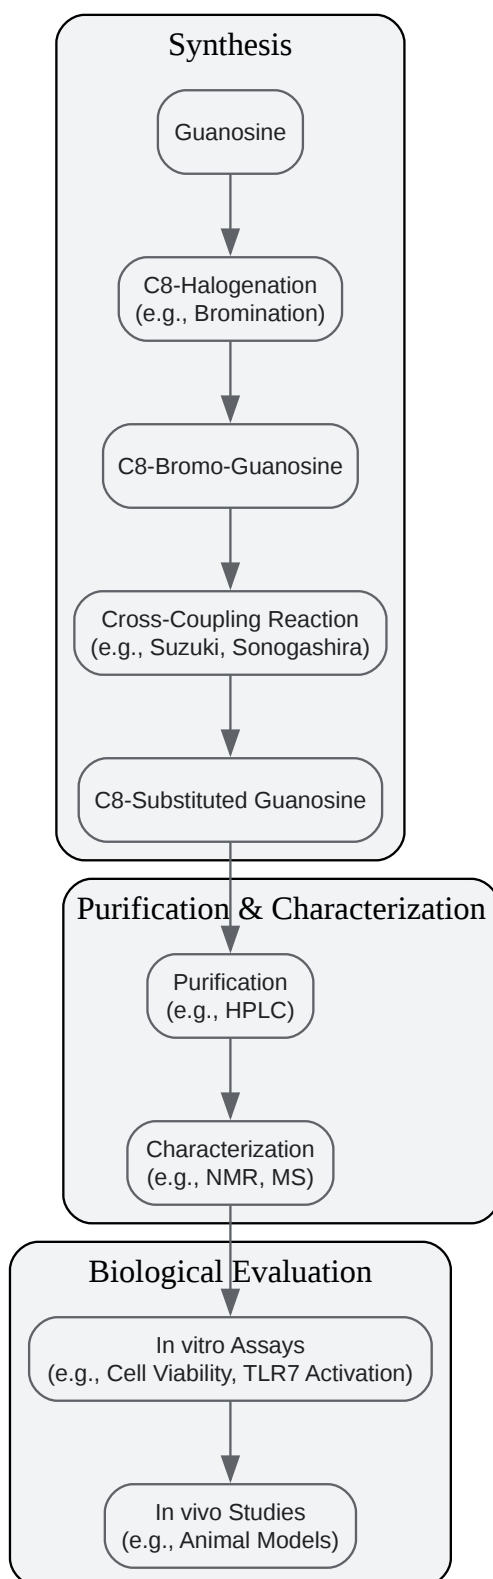 Synthesis
Guanosine
C8-Halogenation
(e.g., Bromination)
C8-Bromo-Guanosine
Cross-Coupling Reaction
(e.g., Suzuki, Sonogashira)
C8-Substituted Guanosine
Purification & Characterization
Purification
(e.g., HPLC)
Characterization
(e.g., NMR, MS)
Biological Evaluation
In vitro Assays
(e.g., Cell Viability, TLR7 Activation)
In vivo Studies
(e.g., Animal Models)